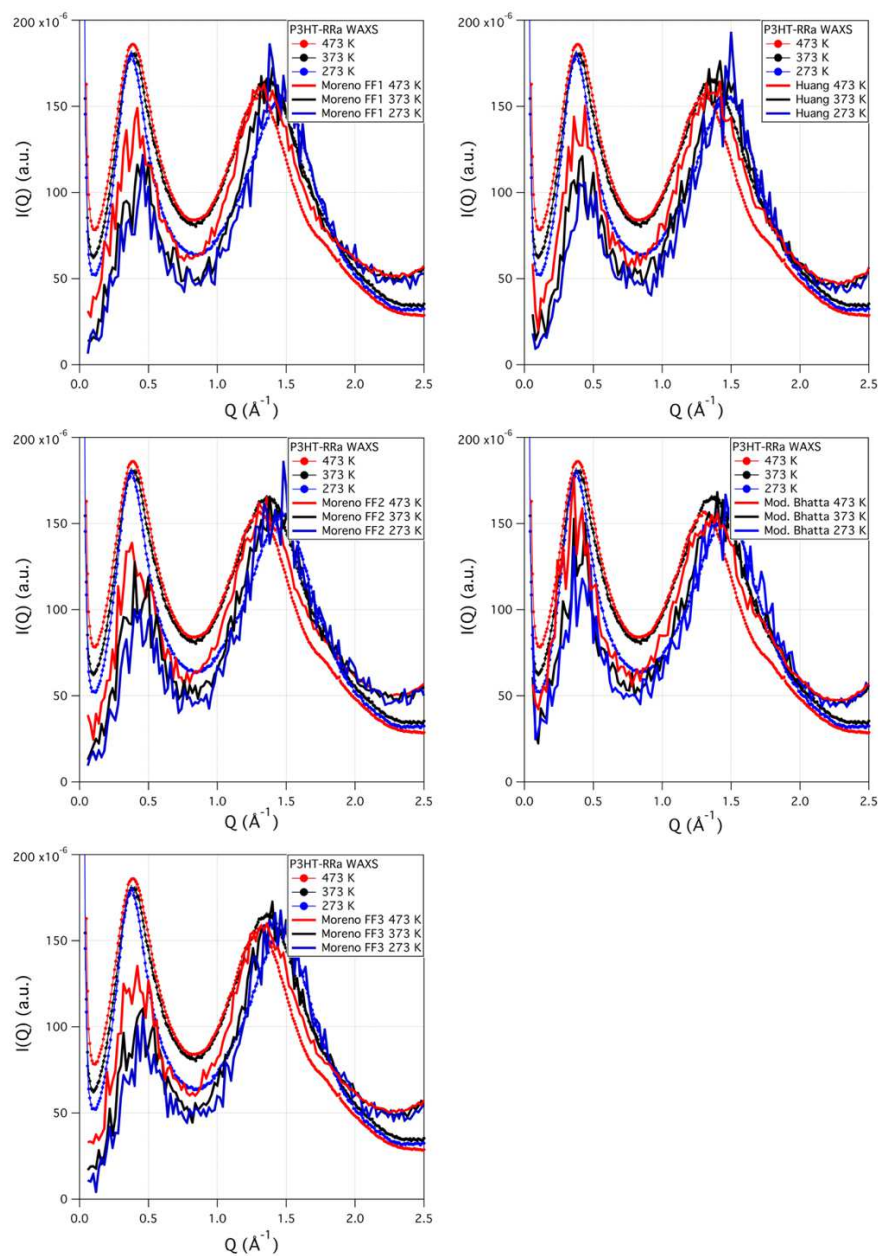 200 x10⁻⁶
150
100
50
0
I(Q) (a.u.)
P3HT-RRa WAXS
473 K
373 K
273 K
Moreno FF1 473 K
Moreno FF1 373 K
Moreno FF1 273 K
0.0 0.5 1.0 1.5 2.0 2.5
Q (Å⁻¹)
200 x10⁻⁶
150
100
50
0
I(Q) (a.u.)
P3HT-RRa WAXS
473 K
373 K
273 K
Huang 473 K
Huang 373 K
Huang 273 K
0.0 0.5 1.0 1.5 2.0 2.5
Q (Å⁻¹)
200 x10⁻⁶
150
100
50
0
I(Q) (a.u.)
P3HT-RRa WAXS
473 K
373 K
273 K
Moreno FF2 473 K
Moreno FF2 373 K
Moreno FF2 273 K
0.0 0.5 1.0 1.5 2.0 2.5
Q (Å⁻¹)
200 x10⁻⁶
150
100
50
0
I(Q) (a.u.)
P3HT-RRa WAXS
473 K
373 K
273 K
Mod. Bhatta 473 K
Mod. Bhatta 373 K
Mod. Bhatta 273 K
0.0 0.5 1.0 1.5 2.0 2.5
Q (Å⁻¹)
200 x10⁻⁶
150
100
50
0
I(Q) (a.u.)
P3HT-RRa WAXS
473 K
373 K
273 K
Moreno FF3 473 K
Moreno FF3 373 K
Moreno FF3 273 K
0.0 0.5 1.0 1.5 2.0 2.5
Q (Å⁻¹)